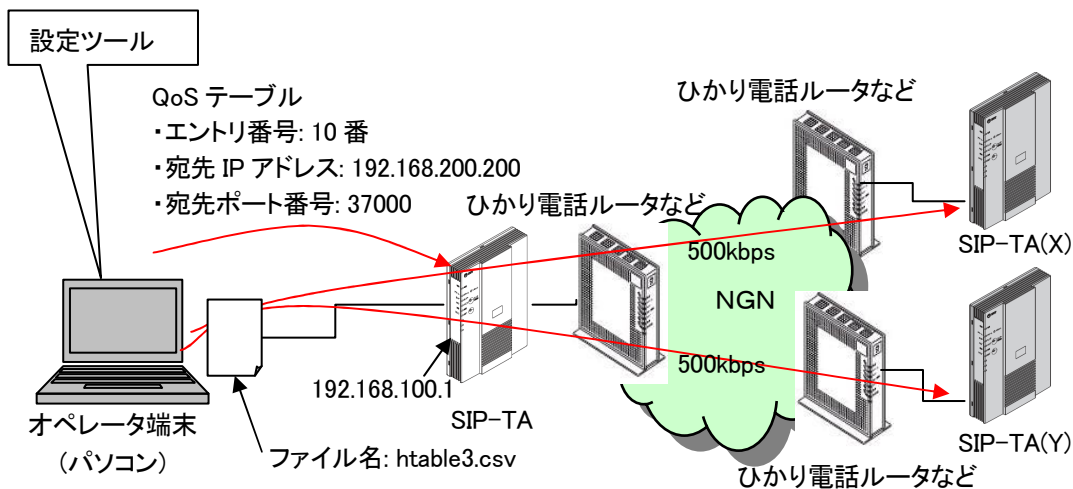 設定ツール
QoS テーブル
・エントリ番号: 10 番
・宛先 IP アドレス: 192.168.200.200
・宛先ポート番号: 37000
ひかり電話ルータなど
ひかり電話ルータなど
SIP-TA(X)
500kbps
NGN
500kbps
192.168.100.1
SIP-TA
オペレータ端末
(パソコン)
ファイル名: htable3.csv
SIP-TA(Y)
ひかり電話ルータなど